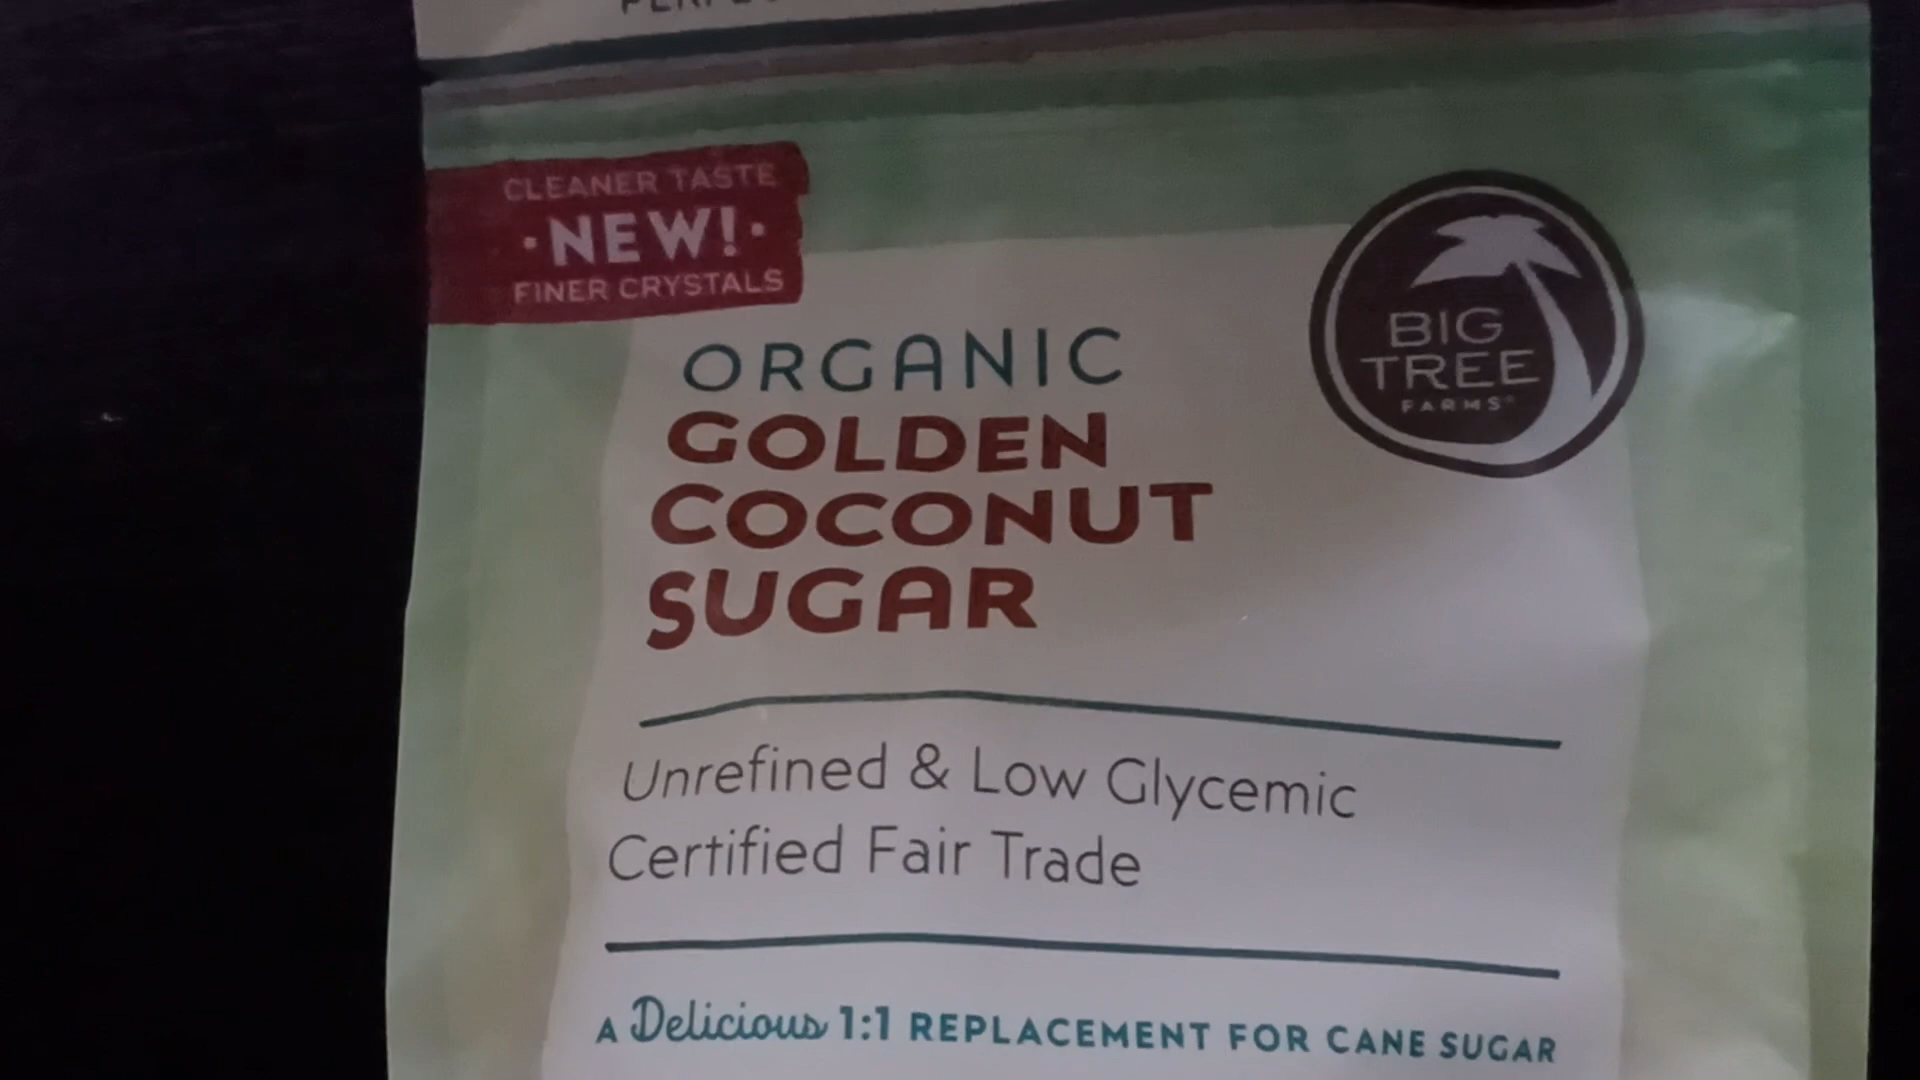 CLEANER TASTE
·NEW!·
FINER CRYSTALS
BIG
TREE
FARMS®
ORGANIC
GOLDEN
COCONUT
SUGAR
Unrefined & Low Glycemic
Certified Fair Trade
A Delicious 1:1 REPLACEMENT FOR CANE SUGAR